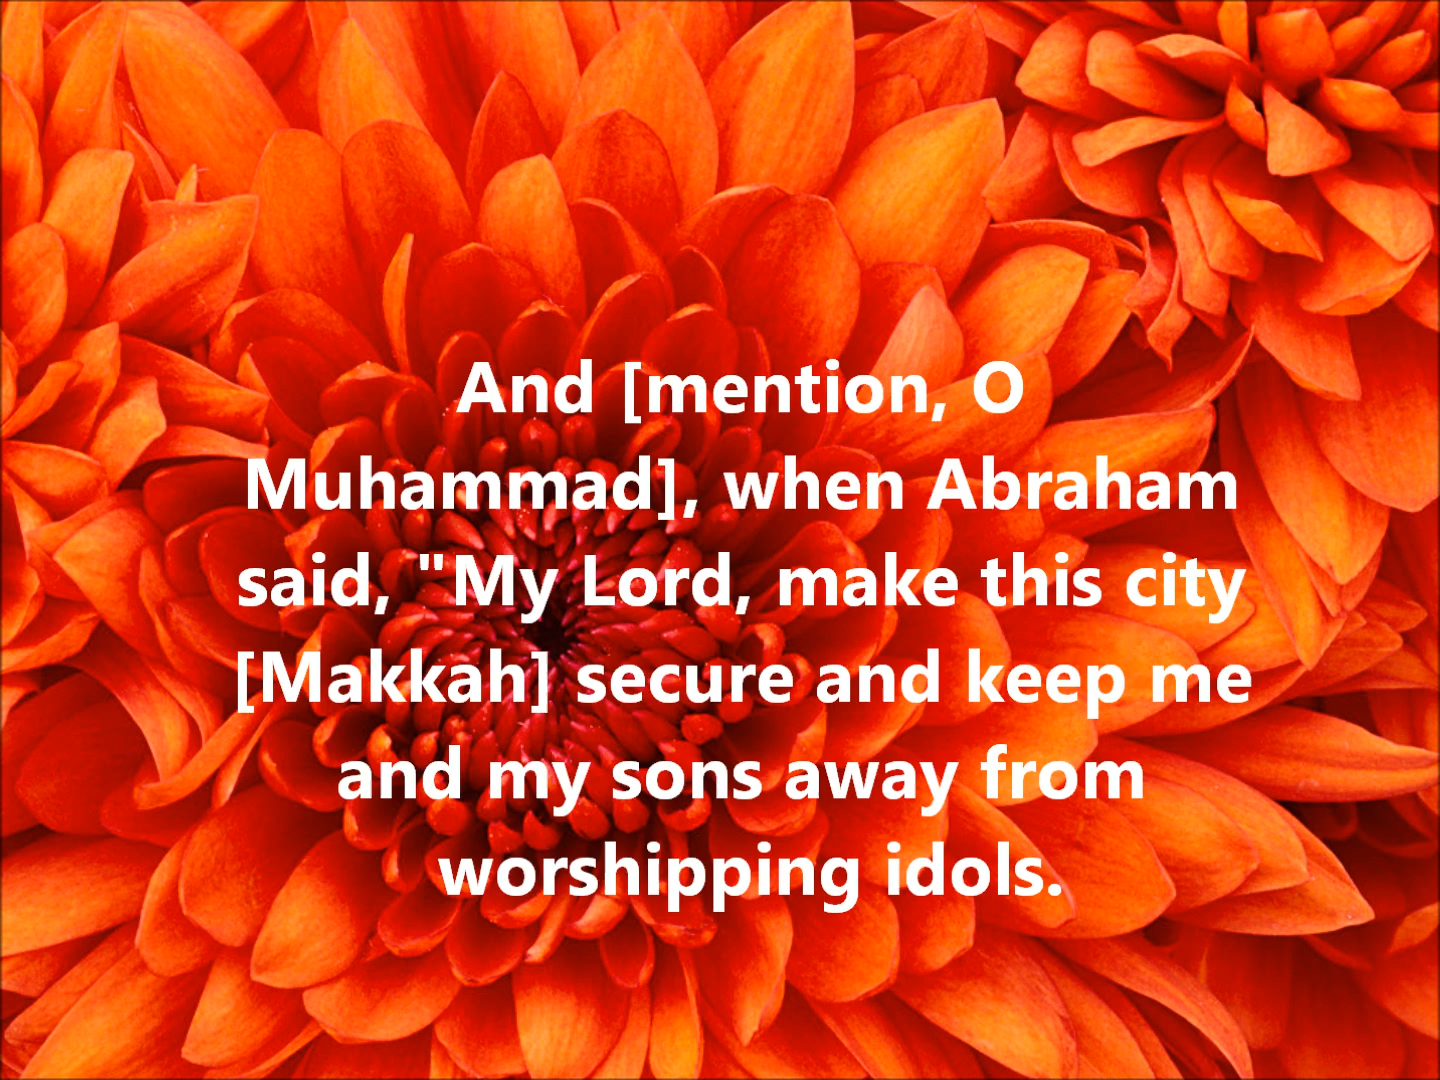 And [mention, O
Muhammad], when Abraham
said, "My Lord, make this city
[Makkah] secure and keep me
and my sons away from
worshipping idols.